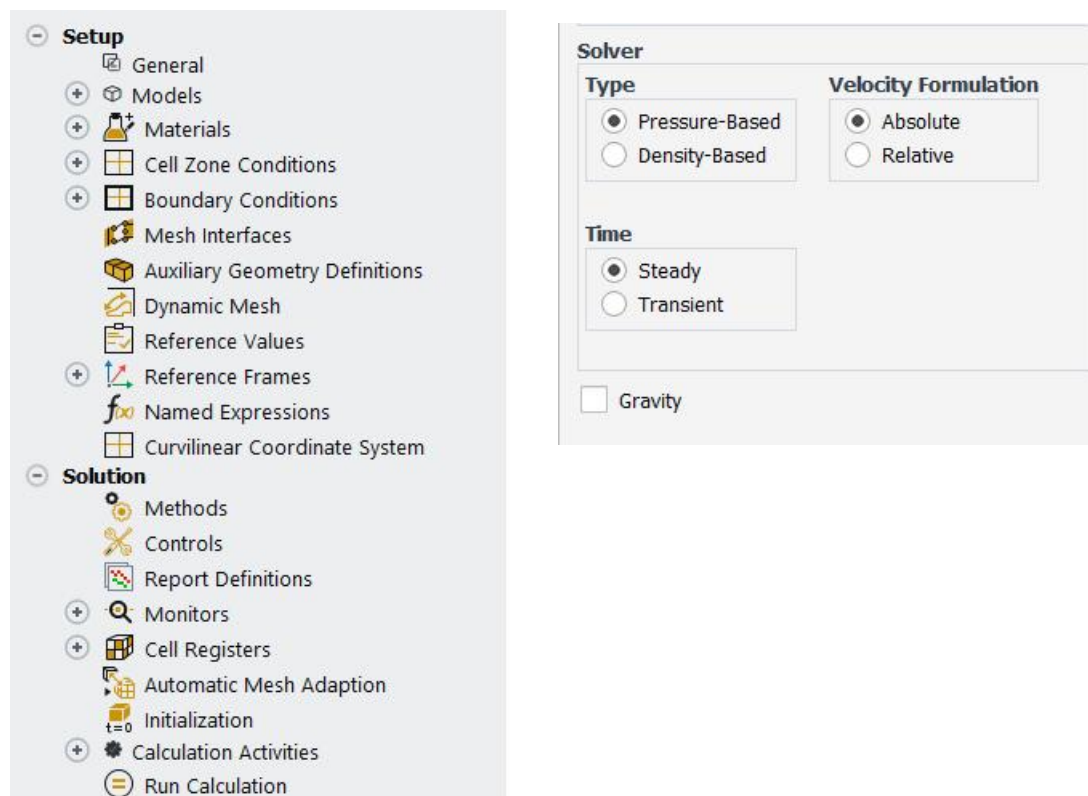 Setup
General
Models
Materials
Cell Zone Conditions
Boundary Conditions
Mesh Interfaces
Auxiliary Geometry Definitions
Dynamic Mesh
Reference Values
Reference Frames
f(x) Named Expressions
Curvilinear Coordinate System
Solution
Methods
Controls
Report Definitions
Monitors
Cell Registers
Automatic Mesh Adaption
t=0 Initialization
Calculation Activities
Run Calculation
Solver
Type Velocity Formulation
Pressure-Based Absolute
Density-Based Relative
Time
Steady
Transient
Gravity